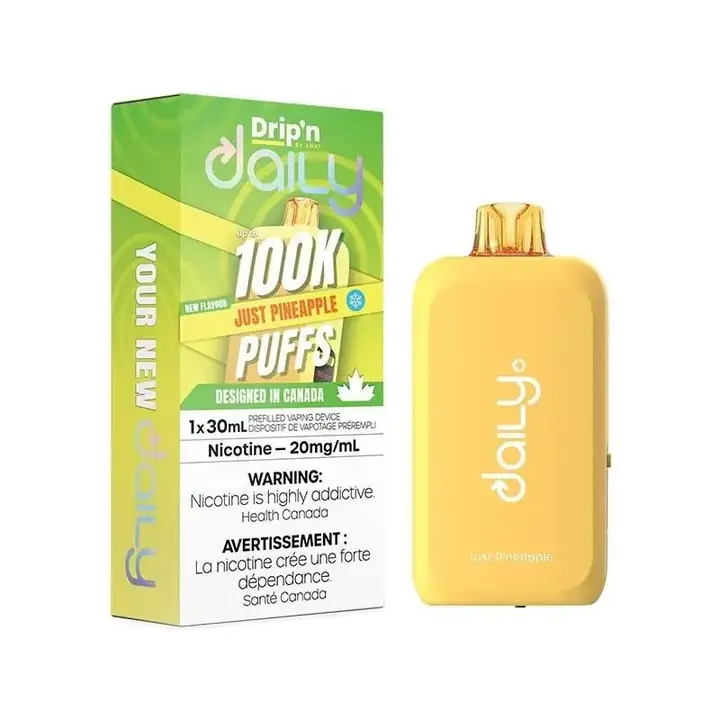 Drip'n
BY ENVI
daily
up to
100K
NEW FLAVOUR
JUST PINEAPPLE
PUFFS
DESIGNED IN CANADA
1x30mL
PREFILLED VAPING DEVICE
DISPOSITIF DE VAPOTAGE PRÉREMPLI
Nicotine – 20mg/mL
WARNING:
Nicotine is highly addictive.
Health Canada
AVERTISSEMENT :
La nicotine crée une forte
dépendance.
Santé Canada
YOUR NEW daily
daily
Just Pineapple